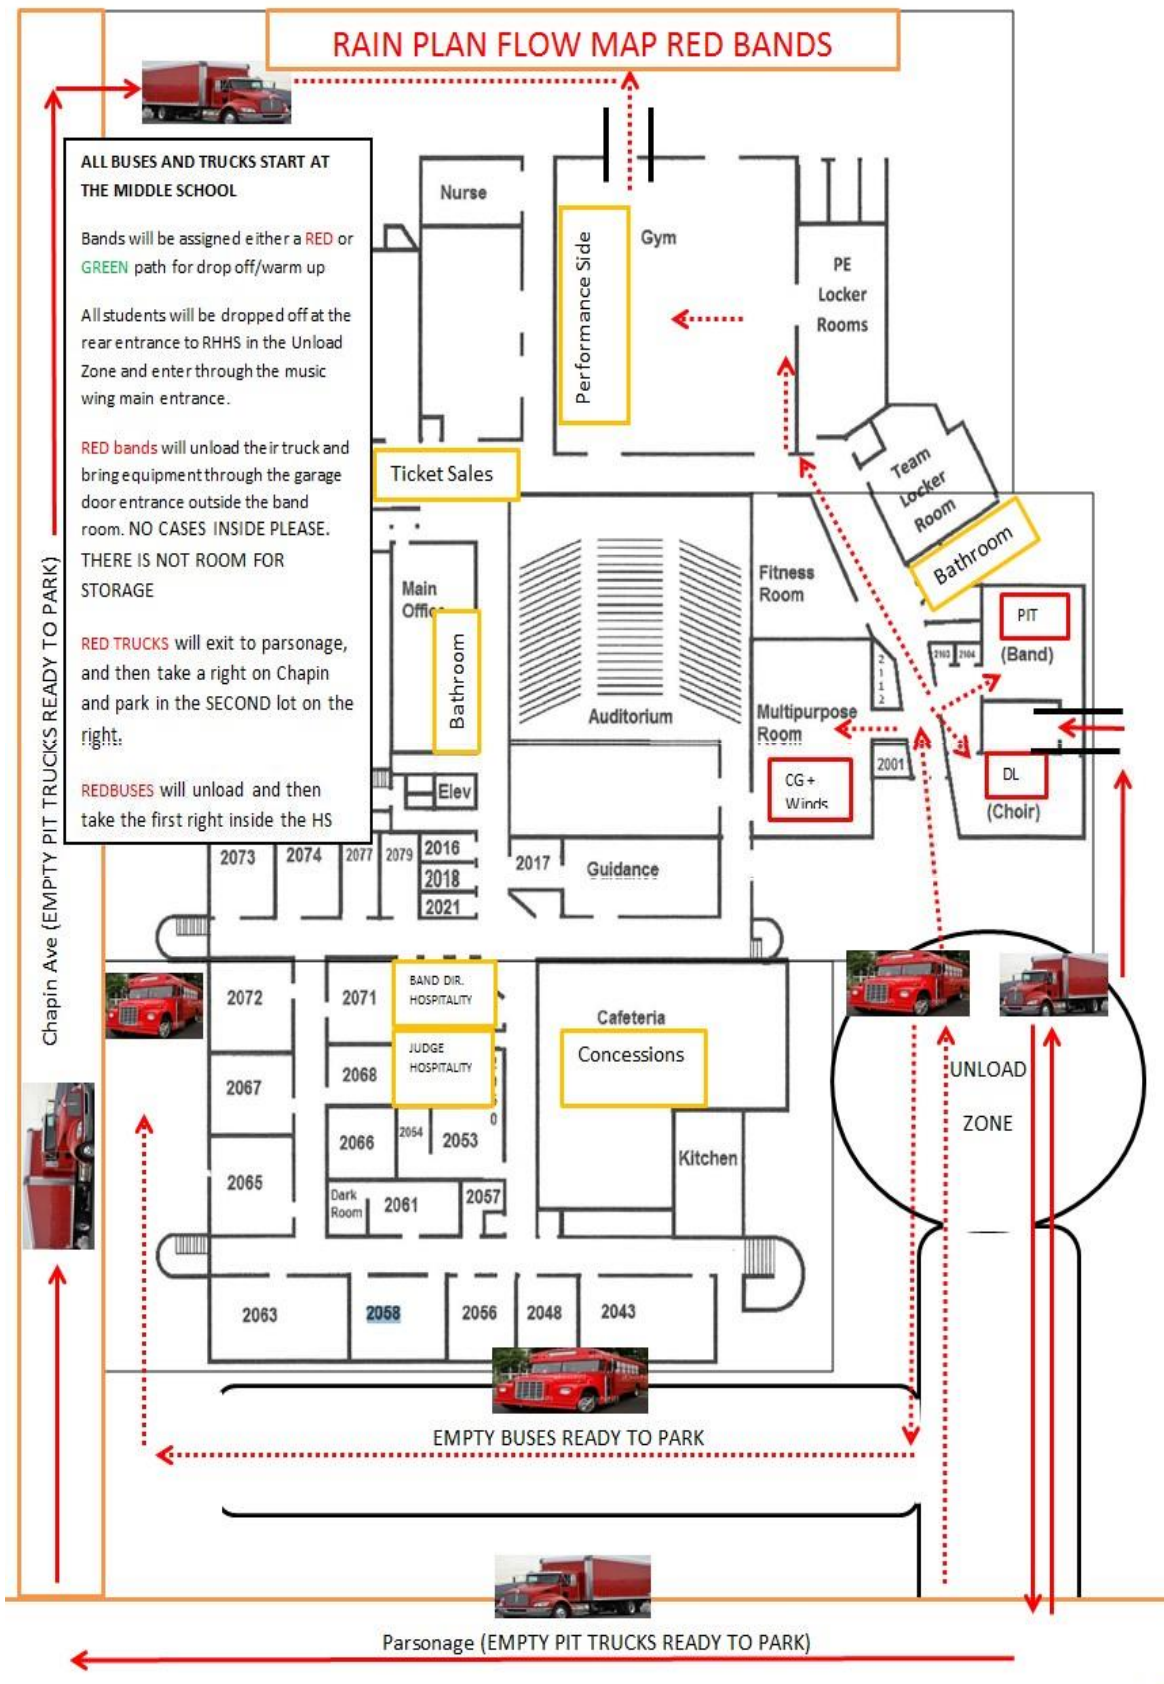 RAIN PLAN FLOW MAP RED BANDS
ALL BUSES AND TRUCKS START AT
THE MIDDLE SCHOOL
Bands will be assigned either a RED or
GREEN path for drop off/warm up
All students will be dropped off at the
rear entrance to RHHS in the Unload
Zone and enter through the music
wing main entrance.
RED bands will unload their truck and
bring equipment through the garage
door entrance outside the band
room. NO CASES INSIDE PLEASE.
THERE IS NOT ROOM FOR
STORAGE
RED TRUCKS will exit to parsonage,
and then take a right on Chapin
and park in the SECOND lot on the
right.
REDBUSES will unload and then
take the first right inside the HS
Chapin Ave (EMPTY PIT TRUCKS READY TO PARK)
Nurse
Performance Side
Gym
PE
Locker
Rooms
Ticket Sales
Team
Locker
Room
Bathroom
Main
Office
Bathroom
Auditorium
Fitness
Room
PIT
(Band)
2103
2104
2112
Multipurpose
Room
CG +
Winds
2001
DL
(Choir)
Elev
2073
2074
2077
2079
2016
2018
2021
2017
Guidance
2072
2071
BAND DIR.
HOSPITALITY
Cafeteria
2067
2068
JUDGE
HOSPITALITY
Concessions
UNLOAD
ZONE
2066
2054
2053
Kitchen
2065
Dark
Room
2061
2057
2063
2058
2056
2048
2043
EMPTY BUSES READY TO PARK
Parsonage (EMPTY PIT TRUCKS READY TO PARK)